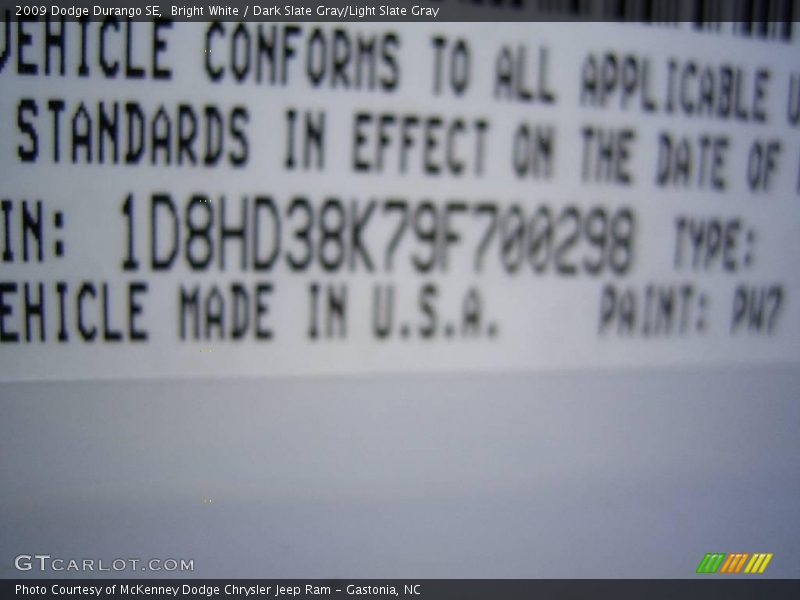 2009 Dodge Durango SE, Bright White / Dark Slate Gray/Light Slate Gray
VEHICLE CONFORMS TO ALL APPLICABLE U
STANDARDS IN EFFECT ON THE DATE OF
IN: 1D8HD38K79F700298 TYPE:
EHICLE MADE IN U.S.A. PAINT: PW7
GTCARLOT.COM
Photo Courtesy of McKenney Dodge Chrysler Jeep Ram - Gastonia, NC